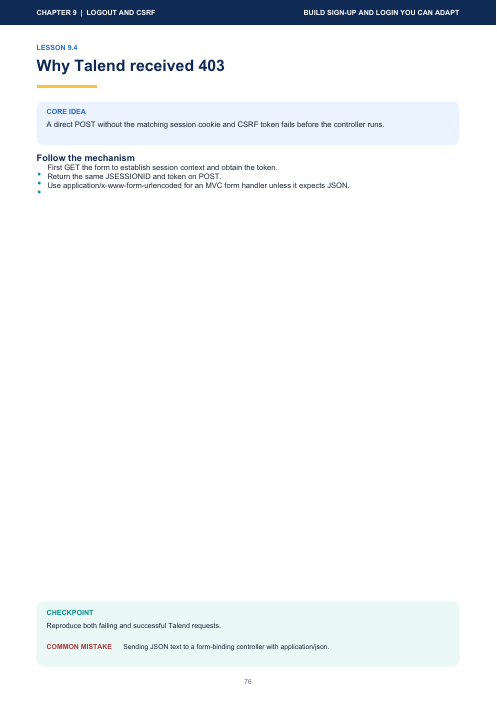 CHAPTER 9 | LOGOUT AND CSRF
BUILD SIGN-UP AND LOGIN YOU CAN ADAPT
LESSON 9.4
Why Talend received 403
CORE IDEA
A direct POST without the matching session cookie and CSRF token fails before the controller runs.
Follow the mechanism
First GET the form to establish session context and obtain the token.
Return the same JSESSIONID and token on POST.
Use application/x-www-form-urlencoded for an MVC form handler unless it expects JSON.
CHECKPOINT
Reproduce both failing and successful Talend requests.
COMMON MISTAKE Sending JSON text to a form-binding controller with application/json.
76